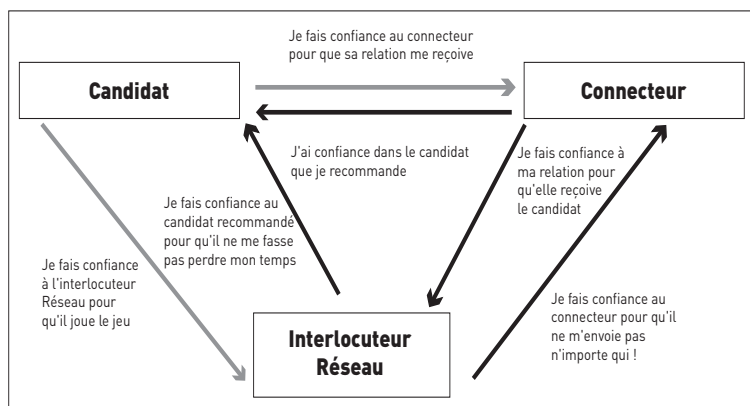 Je fais confiance au connecteur
pour que sa relation me reçoive
Candidat
Connecteur
J'ai confiance dans le candidat
que je recommande
Je fais confiance à
ma relation pour
qu'elle reçoive
le candidat
Je fais confiance au
candidat recommandé
pour qu'il ne me fasse
pas perdre mon temps
Je fais confiance
à l'interlocuteur
Réseau pour
qu'il joue le jeu
Je fais confiance au
connecteur pour qu'il
ne m'envoie pas
n'importe qui !
Interlocuteur
Réseau